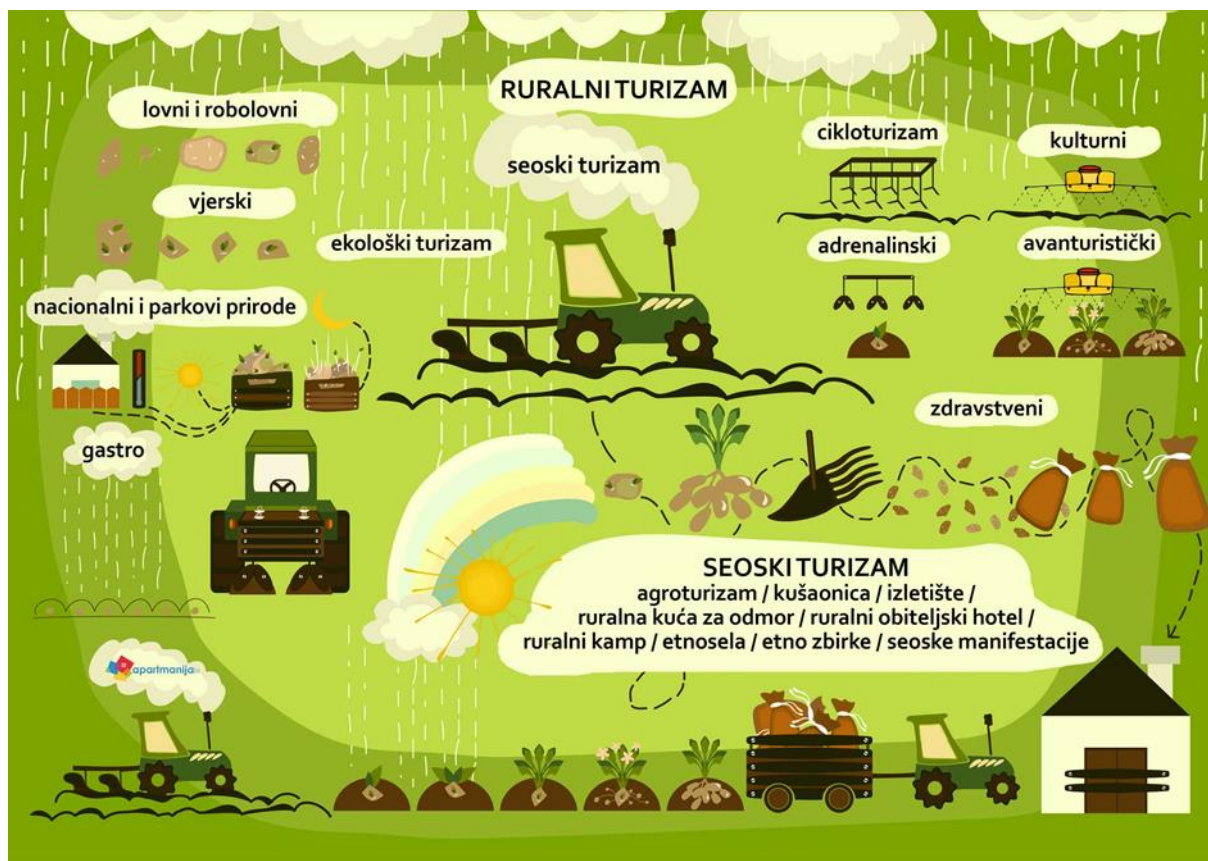 RURALNI TURIZAM
lovni i robolovni
seoski turizam
cikloturizam
kulturni
vjerski
ekološki turizam
adrenalinski
avanturistički
nacionalni i parkovi prirode
zdravstveni
gastro
SEOSKI TURIZAM
agroturizam / kušaonica / izletište /
ruralna kuća za odmor / ruralni obiteljski hotel /
ruralni kamp / etnosela / etno zbirke / seoske manifestacije
apartmanija